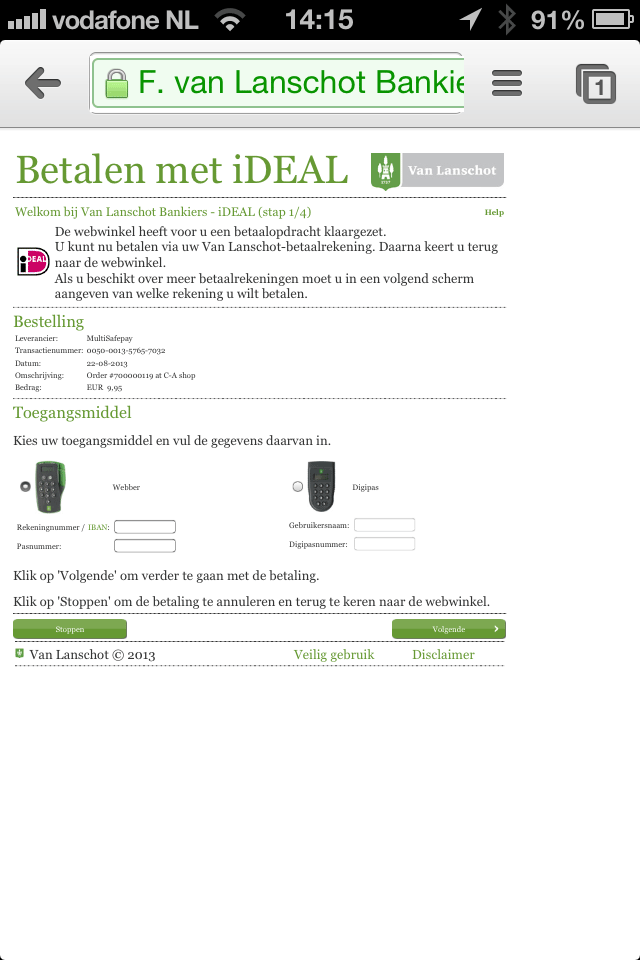 vodafone NL 14:15 91%
F. van Lanschot Bankie
1
Betalen met iDEAL
Van Lanschot
Welkom bij Van Lanschot Bankiers - iDEAL (stap 1/4) Help
De webwinkel heeft voor u een betaalopdracht klaargezet.
U kunt nu betalen via uw Van Lanschot-betaalrekening. Daarna keert u terug
naar de webwinkel.
iDEAL
Als u beschikt over meer betaalrekeningen moet u in een volgend scherm
aangeven van welke rekening u wilt betalen.
Bestelling
Leverancier: MultiSafepay
Transactienummer: 0050-0013-5765-7032
Datum: 22-08-2013
Omschrijving: Order #700000119 at C-A shop
Bedrag: EUR 9,95
Toegangsmiddel
Kies uw toegangsmiddel en vul de gegevens daarvan in.
Webber Digipas
Rekeningnummer / IBAN: Gebruikersnaam:
Pasnummer: Digipasnummer:
Klik op 'Volgende' om verder te gaan met de betaling.
Klik op 'Stoppen' om de betaling te annuleren en terug te keren naar de webwinkel.
Stoppen Volgende
Van Lanschot © 2013 Veilig gebruik Disclaimer